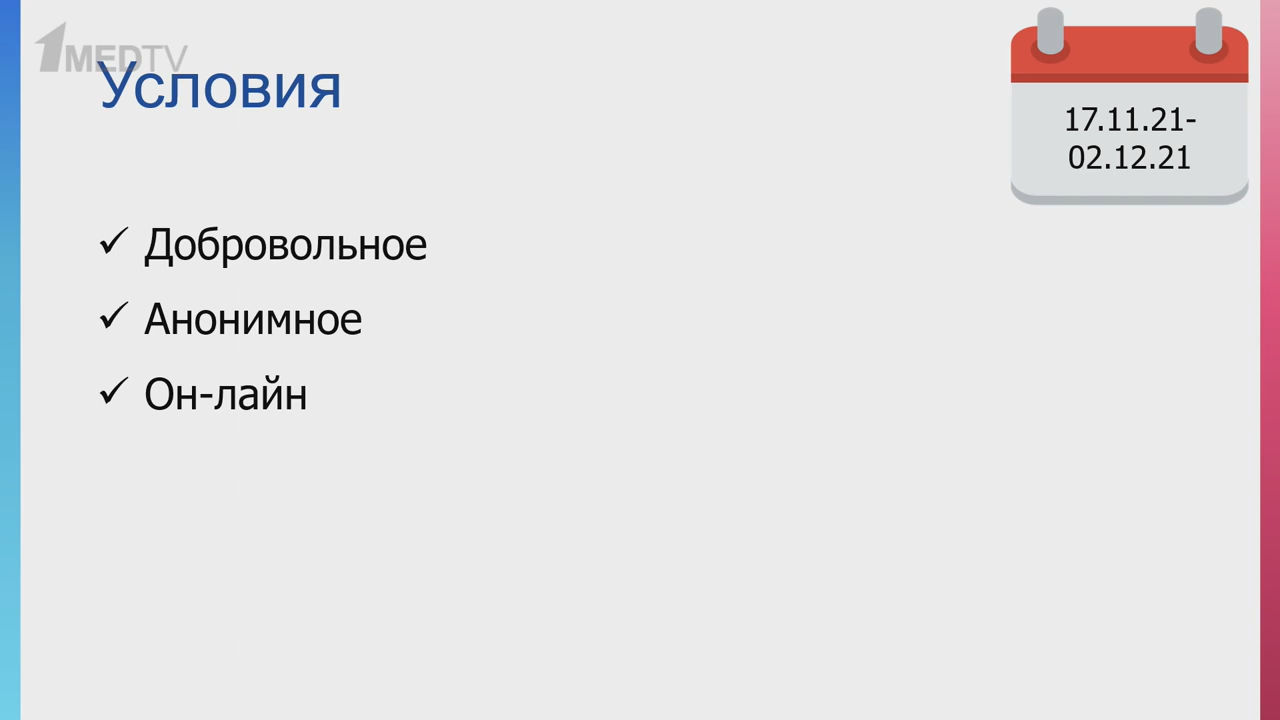 1MEDTV
Условия
17.11.21-
02.12.21
Добровольное
Анонимное
Он-лайн